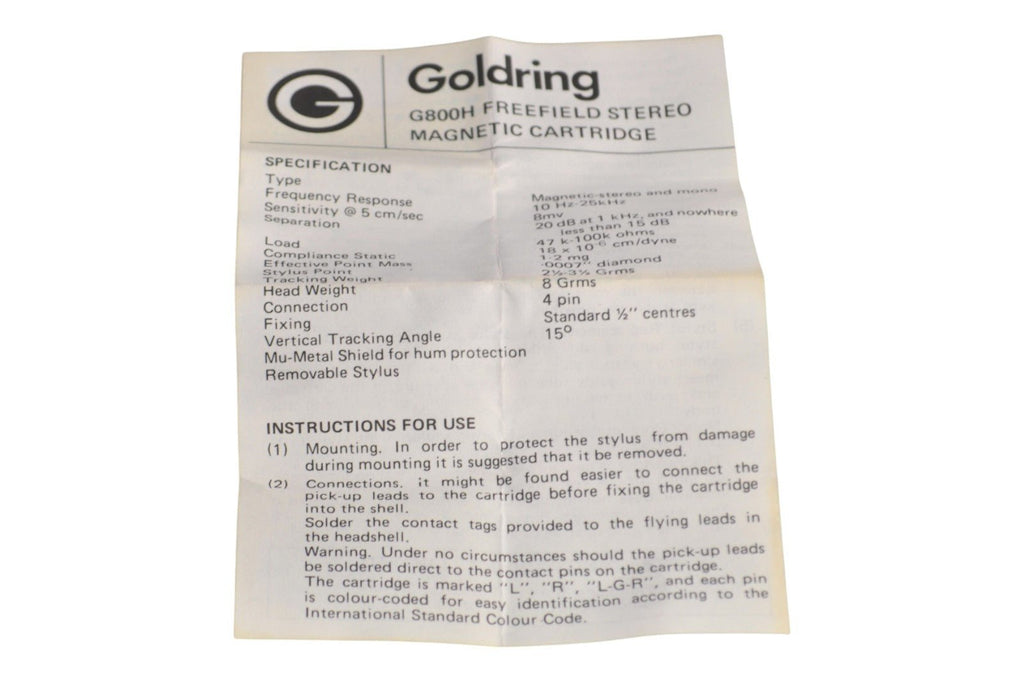 Goldring
G800H FREEFIELD STEREO
MAGNETIC CARTRIDGE
SPECIFICATION
Type Magnetic-stereo and mono
Frequency Response 10 Hz-25kHz
Sensitivity @ 5 cm/sec 8mv
Separation 20 dB at 1 kHz, and nowhere
less than 15 dB
Load 47 k-100k ohms
Compliance Static 18 x 10⁻⁶ cm/dyne
Effective Point Mass 1·2 mg
Stylus Point ·0007" diamond
Tracking Weight 2½-3½ Grms
Head Weight 8 Grms
Connection 4 pin
Fixing Standard ½" centres
Vertical Tracking Angle 15º
Mu-Metal Shield for hum protection
Removable Stylus
INSTRUCTIONS FOR USE
(1) Mounting. In order to protect the stylus from damage
during mounting it is suggested that it be removed.
(2) Connections. it might be found easier to connect the
pick-up leads to the cartridge before fixing the cartridge
into the shell.
Solder the contact tags provided to the flying leads in
the headshell.
Warning. Under no circumstances should the pick-up leads
be soldered direct to the contact pins on the cartridge.
The cartridge is marked "L", "R", "L-G-R", and each pin
is colour-coded for easy identification according to the
International Standard Colour Code.